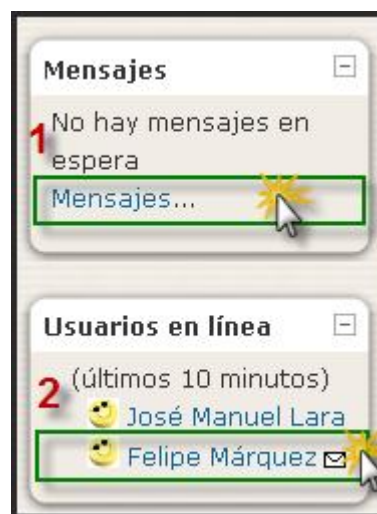 Mensajes
1
No hay mensajes en
espera
Mensajes...
Usuarios en línea
(últimos 10 minutos)
2
José Manuel Lara
Felipe Márquez